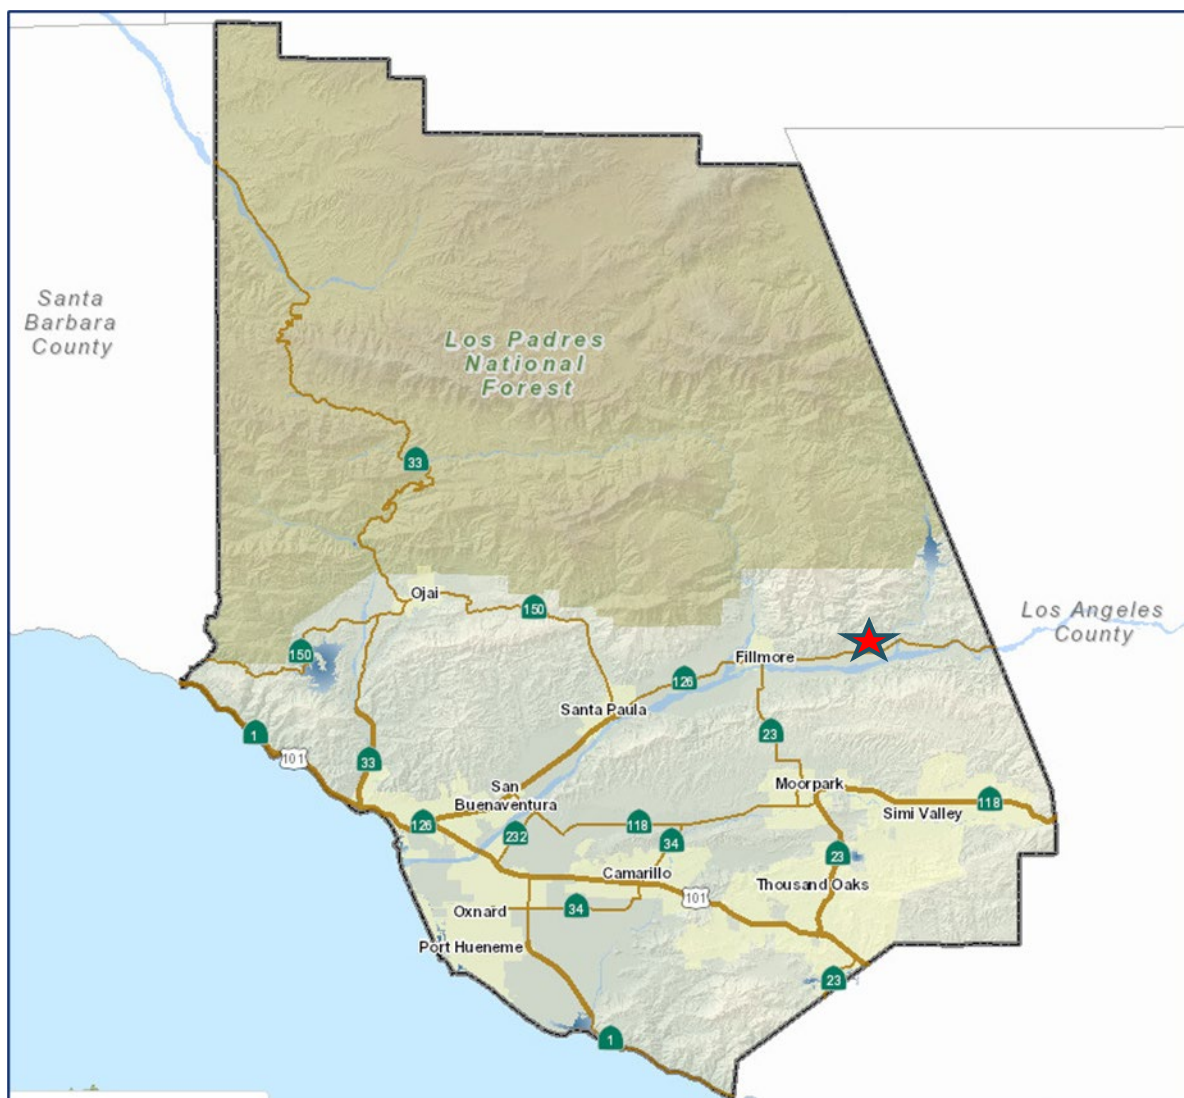 Santa
Barbara
County
Los Padres
National
Forest
33
Ojai
150
150
Los Angeles
County
Fillmore
126
Santa Paula
1
101
33
23
San
Buenaventura
Moorpark
118
Simi Valley
126
232
118
34
23
Camarillo
Thousand Oaks
101
Oxnard
34
Port Hueneme
23
1